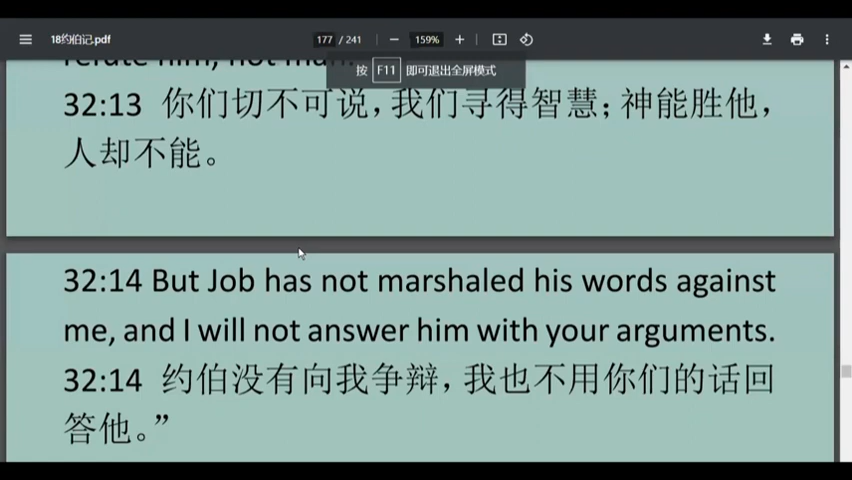 18约伯记.pdf
177 / 241
159%
按 F11 即可退出全屏模式
refute him, not man.
32:13 你们切不可说，我们寻得智慧；神能胜他，
人却不能。
32:14 But Job has not marshaled his words against
me, and I will not answer him with your arguments.
32:14 约伯没有向我争辩，我也不用你们的话回
答他。”